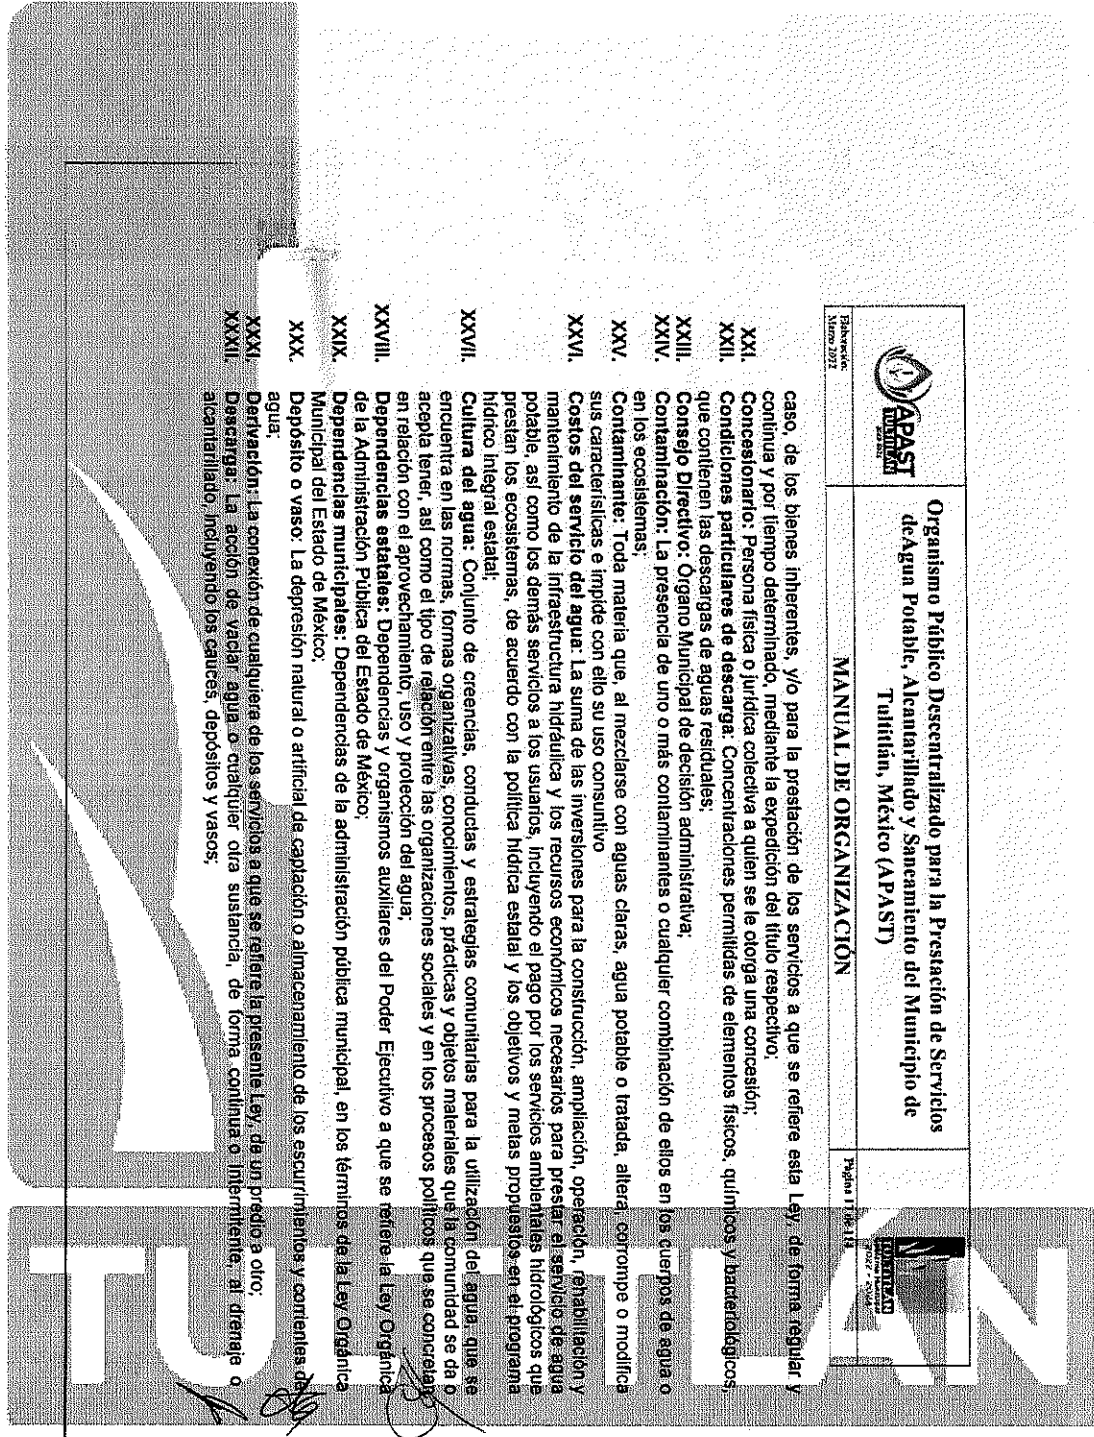 APAST
TULTITLÁN
Organismo Público Descentralizado para la Prestación de Servicios
deAgua Potable, Alcantarillado y Saneamiento del Municipio de
Tultitlán, México (APAST)
TULTITLÁN
2022 - 2024
Elaboración:
Marzo 2022
MANUAL DE ORGANIZACIÓN
Página 11 de 114
caso, de los bienes inherentes, y/o para la prestación de los servicios a que se refiere esta Ley, de forma regular y
continua y por tiempo determinado, mediante la expedición del título respectivo;
XXI. Concesionario: Persona física o jurídica colectiva a quien se le otorga una concesión;
XXII. Condiciones particulares de descarga: Concentraciones permitidas de elementos físicos, químicos y bacteriológicos,
que contienen las descargas de aguas residuales;
XXIII. Consejo Directivo: Órgano Municipal de decisión administrativa;
XXIV. Contaminación: La presencia de uno o más contaminantes o cualquier combinación de ellos en los cuerpos de agua o
en los ecosistemas;
XXV. Contaminante: Toda materia que, al mezclarse con aguas claras, agua potable o tratada, altera, corrompe o modifica
sus características e impide con ello su uso consuntivo
XXVI. Costos del servicio del agua: La suma de las inversiones para la construcción, ampliación, operación, rehabilitación y
mantenimiento de la infraestructura hidráulica y los recursos económicos necesarios para prestar el servicio de agua
potable, así como los demás servicios a los usuarios, incluyendo el pago por los servicios ambientales hidrológicos que
prestan los ecosistemas, de acuerdo con la política hídrica estatal y los objetivos y metas propuestos en el programa
hídrico integral estatal;
XXVII. Cultura del agua: Conjunto de creencias, conductas y estrategias comunitarias para la utilización del agua, que se
encuentra en las normas, formas organizativas, conocimientos, prácticas y objetos materiales que la comunidad se da o
acepta tener, así como el tipo de relación entre las organizaciones sociales y en los procesos políticos que se concretan
en relación con el aprovechamiento, uso y protección del agua;
XXVIII. Dependencias estatales: Dependencias y organismos auxiliares del Poder Ejecutivo a que se refiere la Ley Orgánica
de la Administración Pública del Estado de México;
XXIX. Dependencias municipales: Dependencias de la administración pública municipal, en los términos de la Ley Orgánica
Municipal del Estado de México;
XXX. Depósito o vaso: La depresión natural o artificial de captación o almacenamiento de los escurrimientos y corrientes de
agua;
XXXI. Derivación: La conexión de cualquiera de los servicios a que se refiere la presente Ley, de un predio a otro;
XXXII. Descarga: La acción de vaciar agua o cualquier otra sustancia, de forma continua o intermitente, al drenaje o
alcantarillado, incluyendo los cauces, depósitos y vasos;
TULTITLÁN